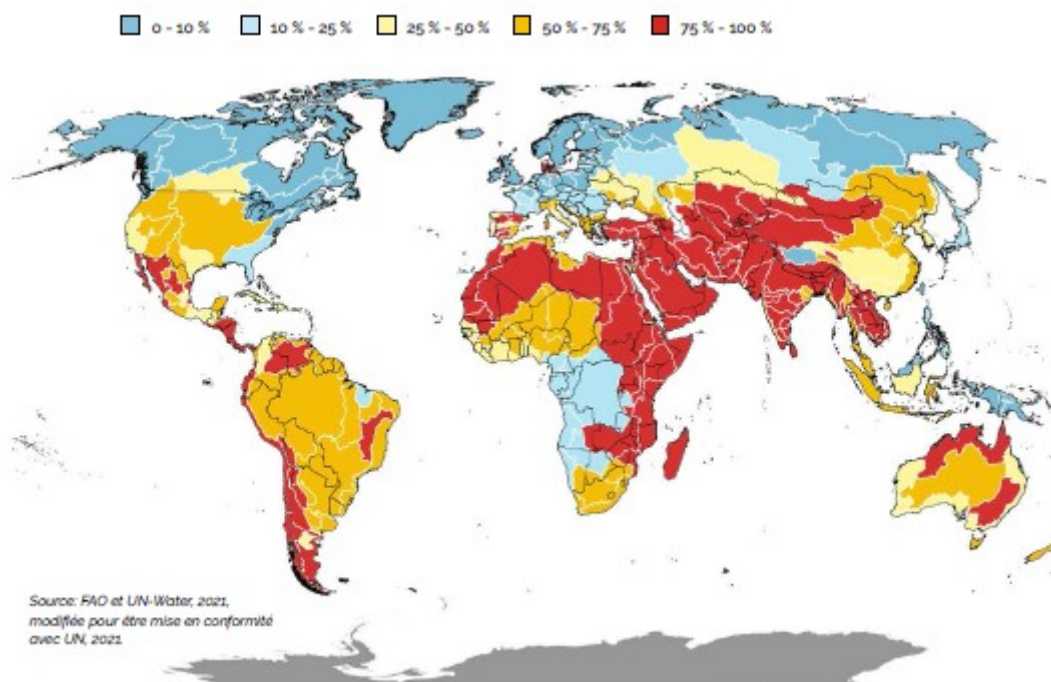 0 - 10 % 10 % - 25 % 25 % - 50 % 50 % - 75 % 75 % - 100 %
Source: FAO et UN-Water, 2021,
modifiée pour être mise en conformité
avec UN, 2021.